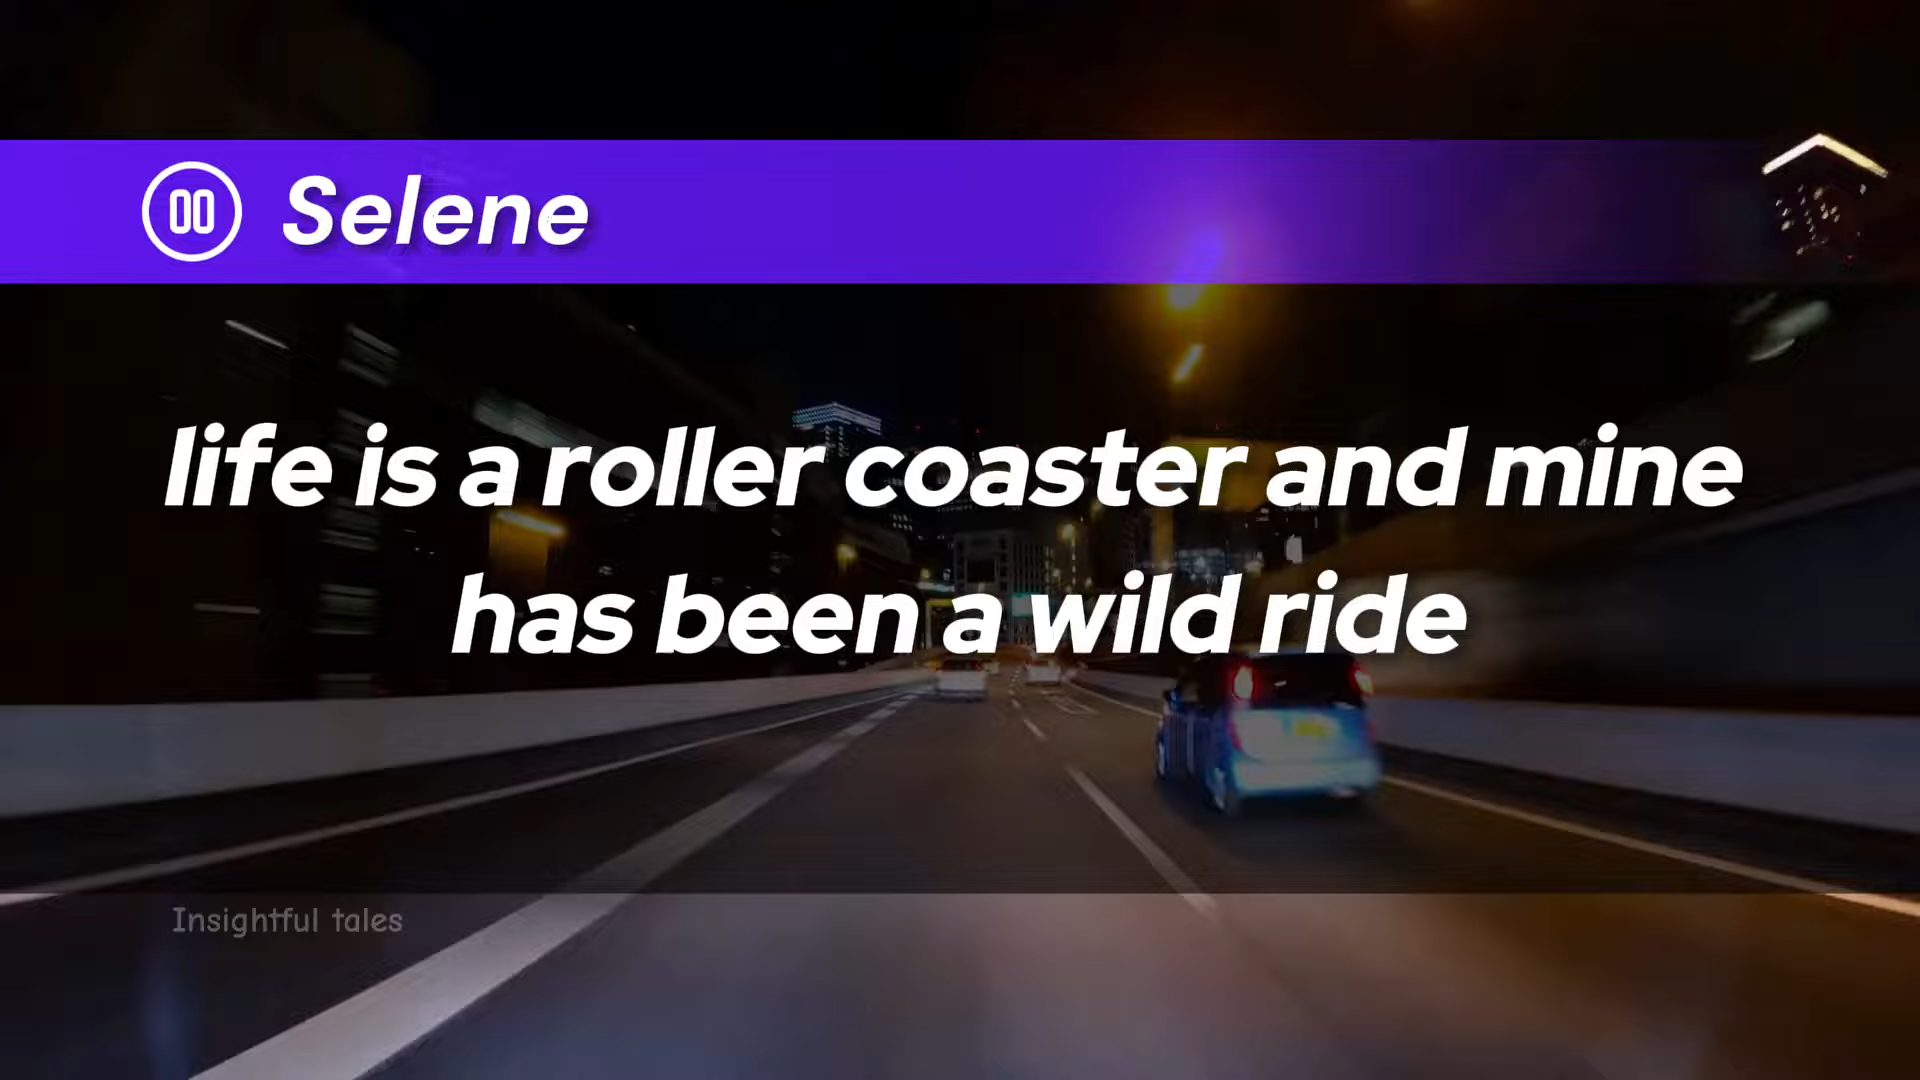 Selene
life is a roller coaster and mine
has been a wild ride
Insightful tales